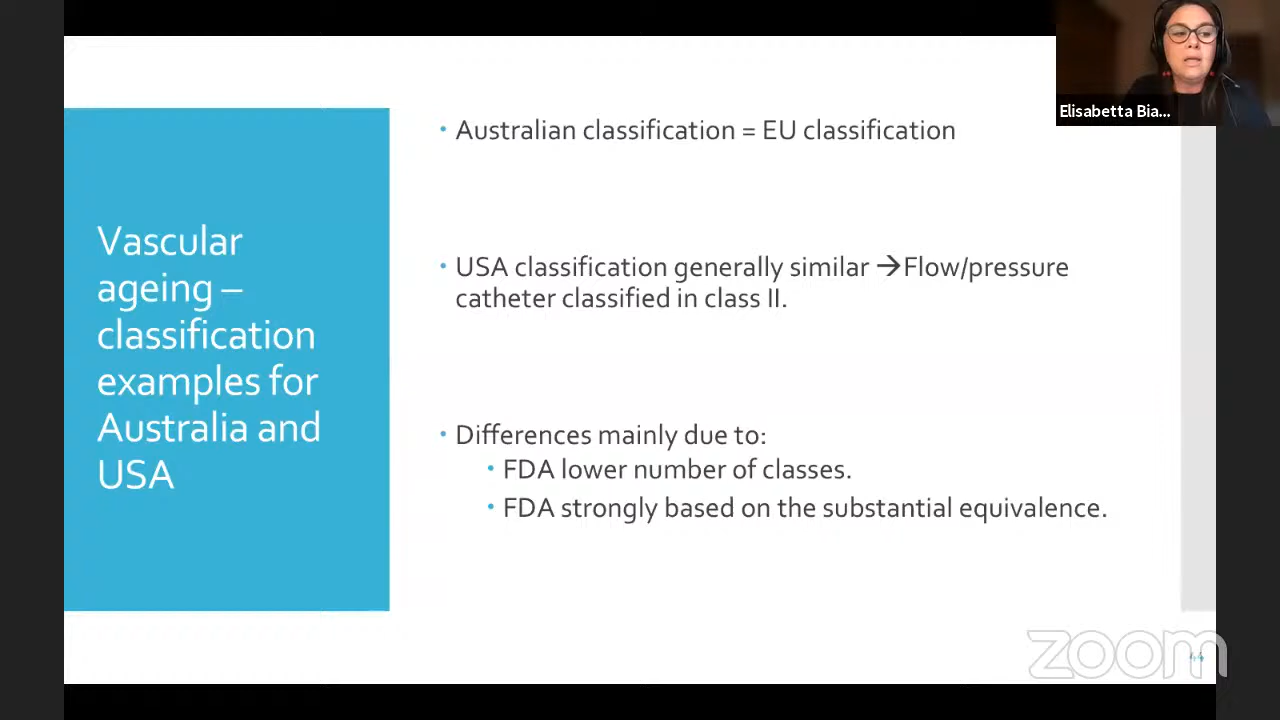 Elisabetta Bia...
Vascular
ageing –
classification
examples for
Australia and
USA
• Australian classification = EU classification
• USA classification generally similar →Flow/pressure
catheter classified in class II.
• Differences mainly due to:
• FDA lower number of classes.
• FDA strongly based on the substantial equivalence.
zoom